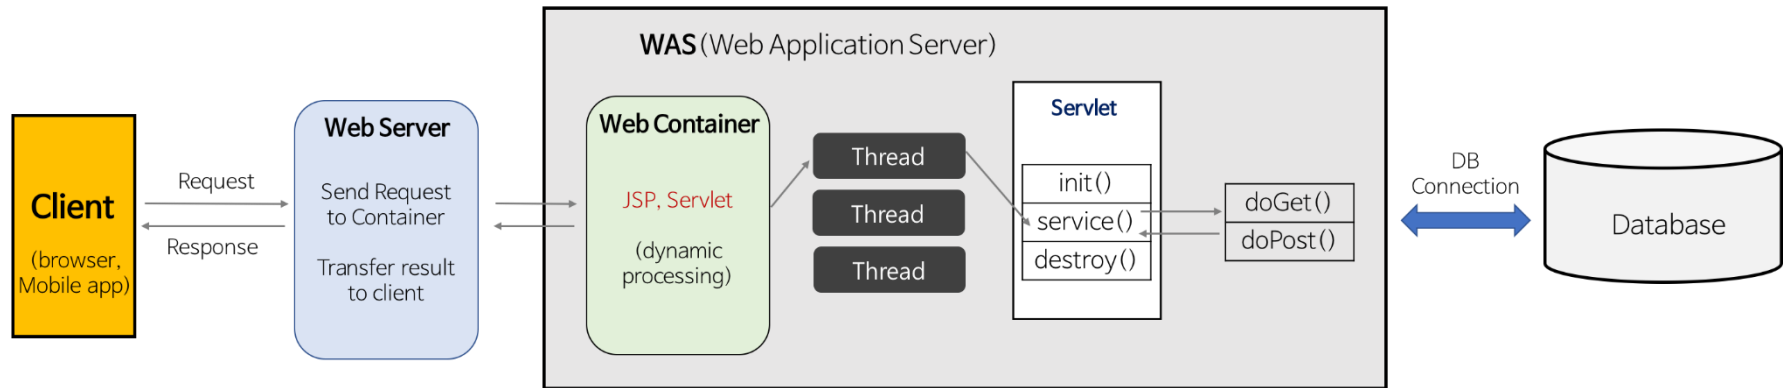 WAS(Web Application Server)
Client
(browser,
Mobile app)
Request
Response
Web Server
Send Request
to Container
Transfer result
to client
Web Container
JSP, Servlet
(dynamic
processing)
Thread
Thread
Thread
Servlet
init()
service()
destroy()
doGet()
doPost()
DB
Connection
Database